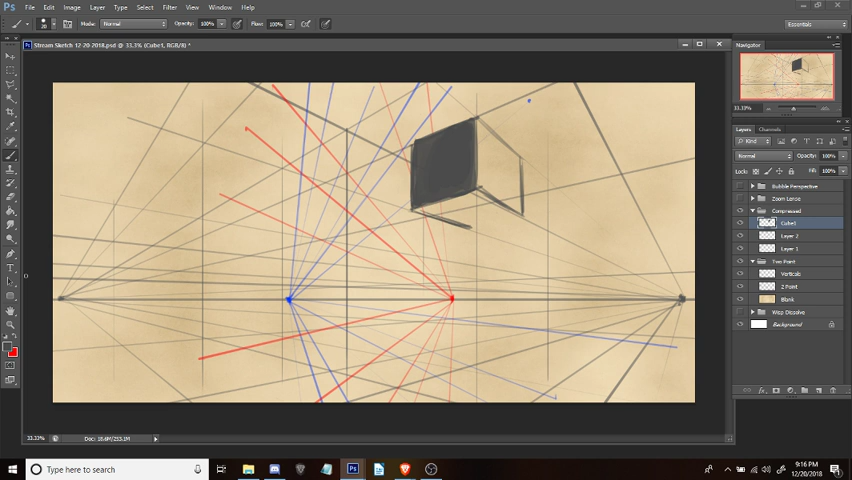 Ps File Edit Image Layer Type Select Filter View Window Help
20 Mode: Normal Opacity: 100% Flow: 100% Essentials
Stream Sketch 12-20-2018.psd @ 33.3% (Cube1, RGB/8) *
Navigator
33.33%
Layers Channels
Kind
Normal Opacity: 100%
Lock: Fill: 100%
Bubble Perspective
Zoom Lense
Compressed
Cube1
Layer 2
Layer 1
Two Point
Verticals
2 Point
Blank
Warp Dissolve
Background
33.33% Doc: 18.6M/253.1M
Type here to search
9:16 PM
12/20/2018